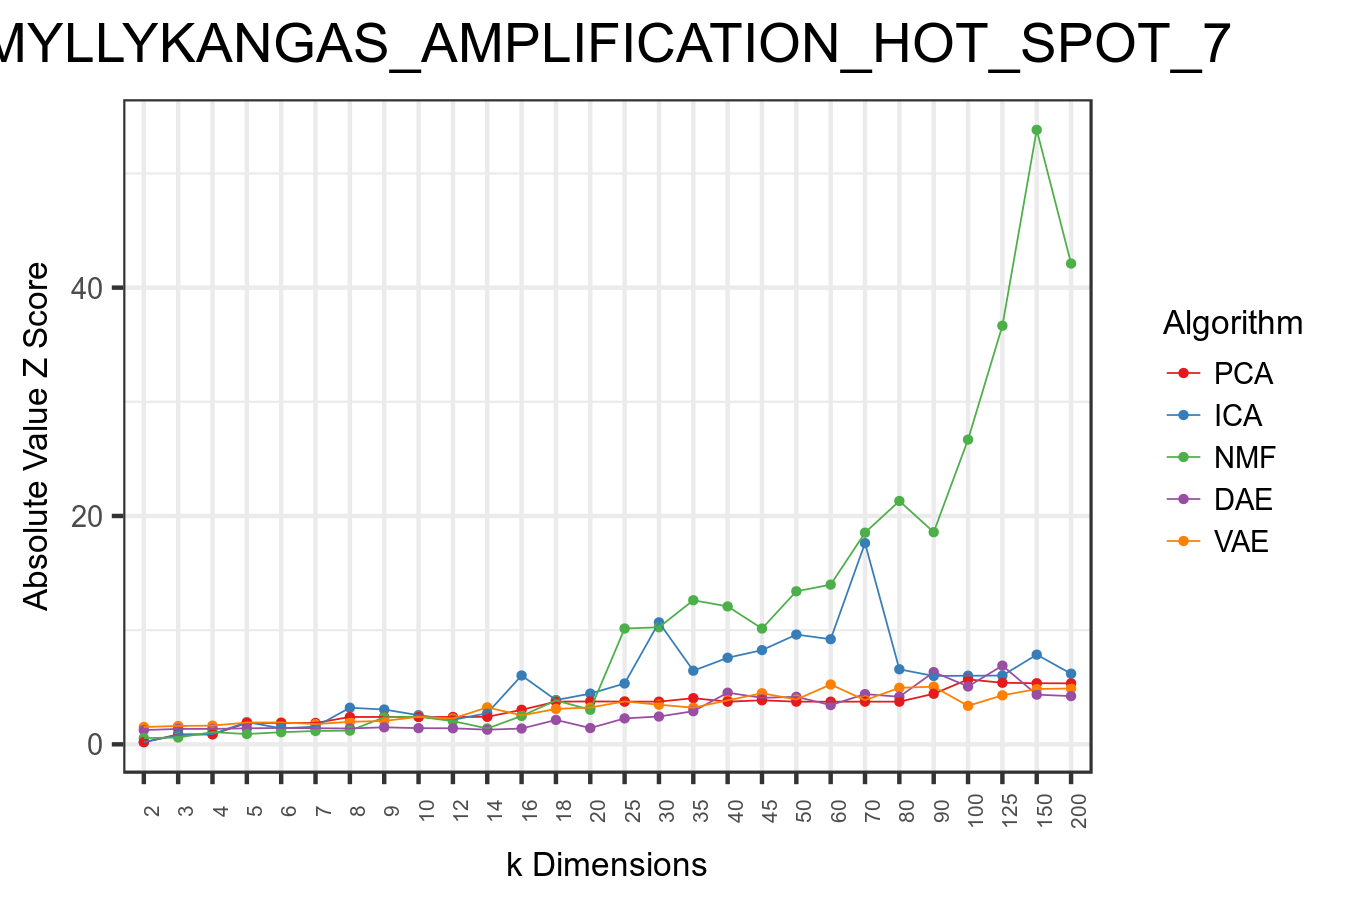 MYLLYKANGAS_AMPLIFICATION_HOT_SPOT_7
Absolute Value Z Score
40
20
0
2 3 4 5 6 7 8 9 10 12 14 16 18 20 25 30 35 40 45 50 60 70 80 90 100 125 150 200
k Dimensions
Algorithm
PCA
ICA
NMF
DAE
VAE